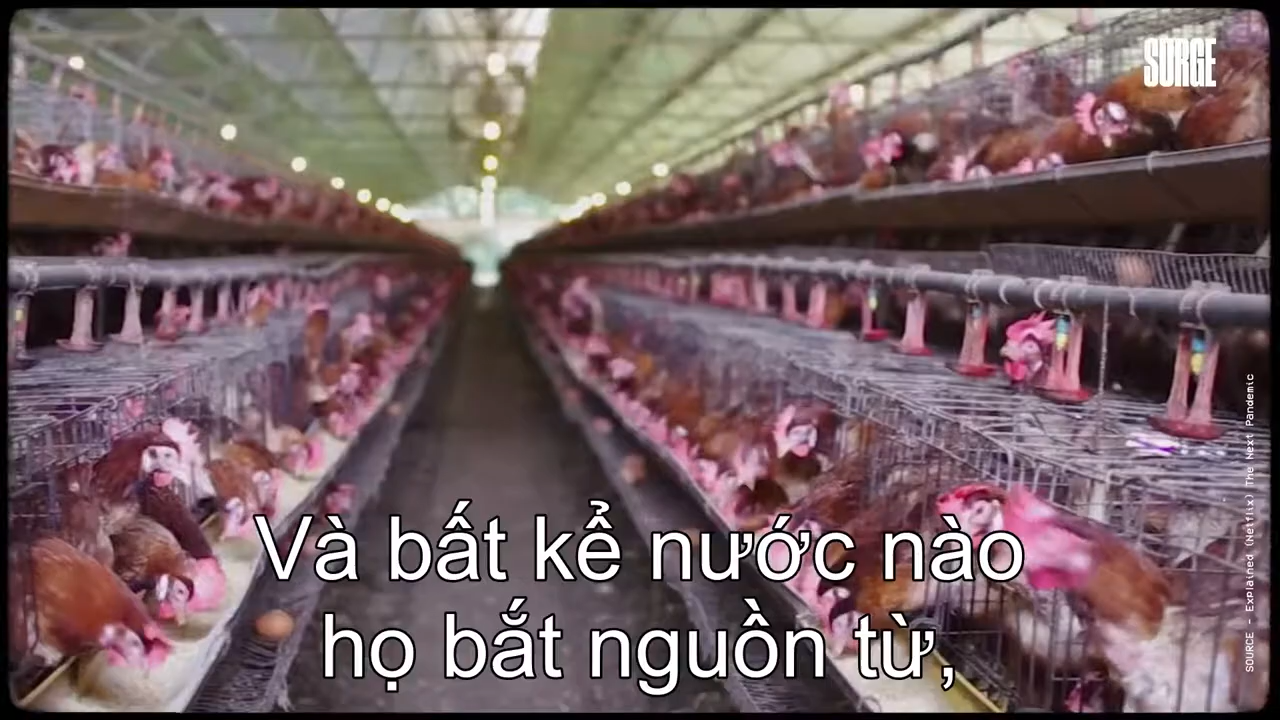 SURGE
Và bất kể nước nào
họ bắt nguồn từ,
SOURCE - Explained (Netflix) The Next Pandemic